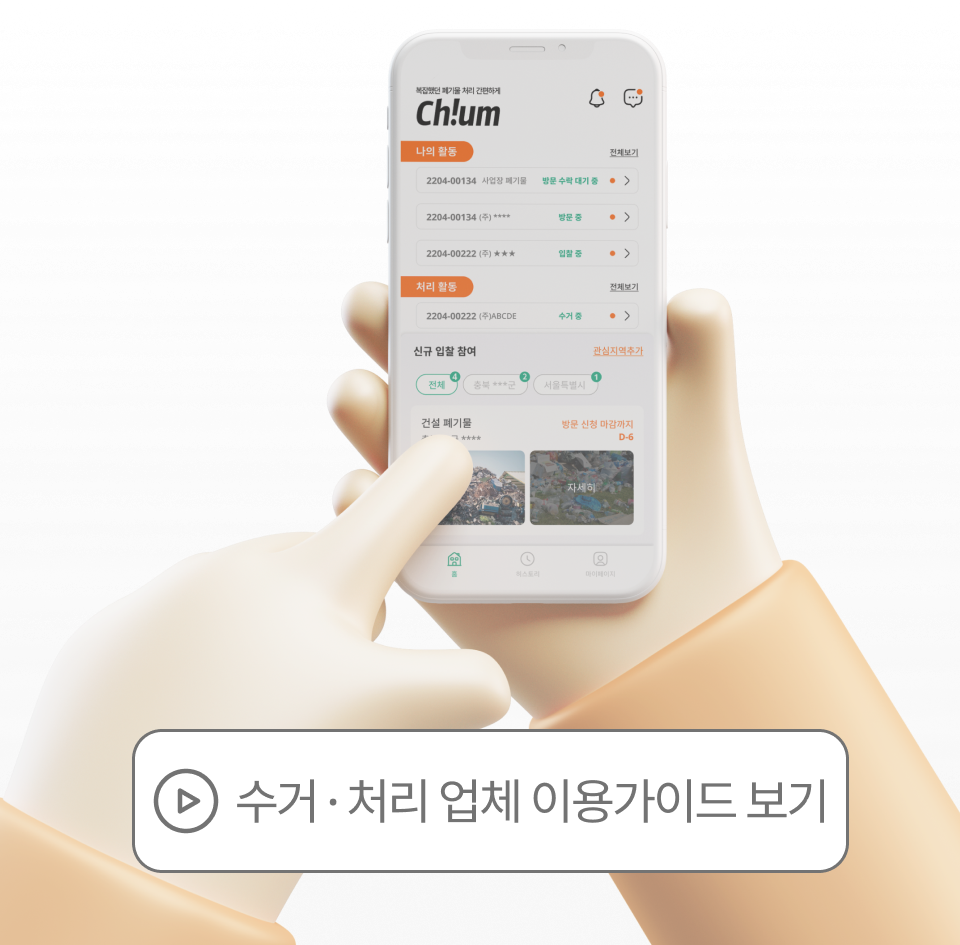 복잡했던 폐기물 처리 간편하게
Ch!um
나의 활동
전체보기
2204-00134 사업장 폐기물 방문 수락 대기 중
2204-00134 (주) **** 방문 중
2204-00222 (주) ★★★ 입찰 중
처리 활동
전체보기
2204-00222 (주)ABCDE 수거 중
신규 입찰 참여
관심지역추가
전체 4
충북 ***군 2
서울특별시 1
건설 폐기물
방문 신청 마감까지
****
D-6
자세히
홈
히스토리
마이페이지
수거 · 처리 업체 이용가이드 보기